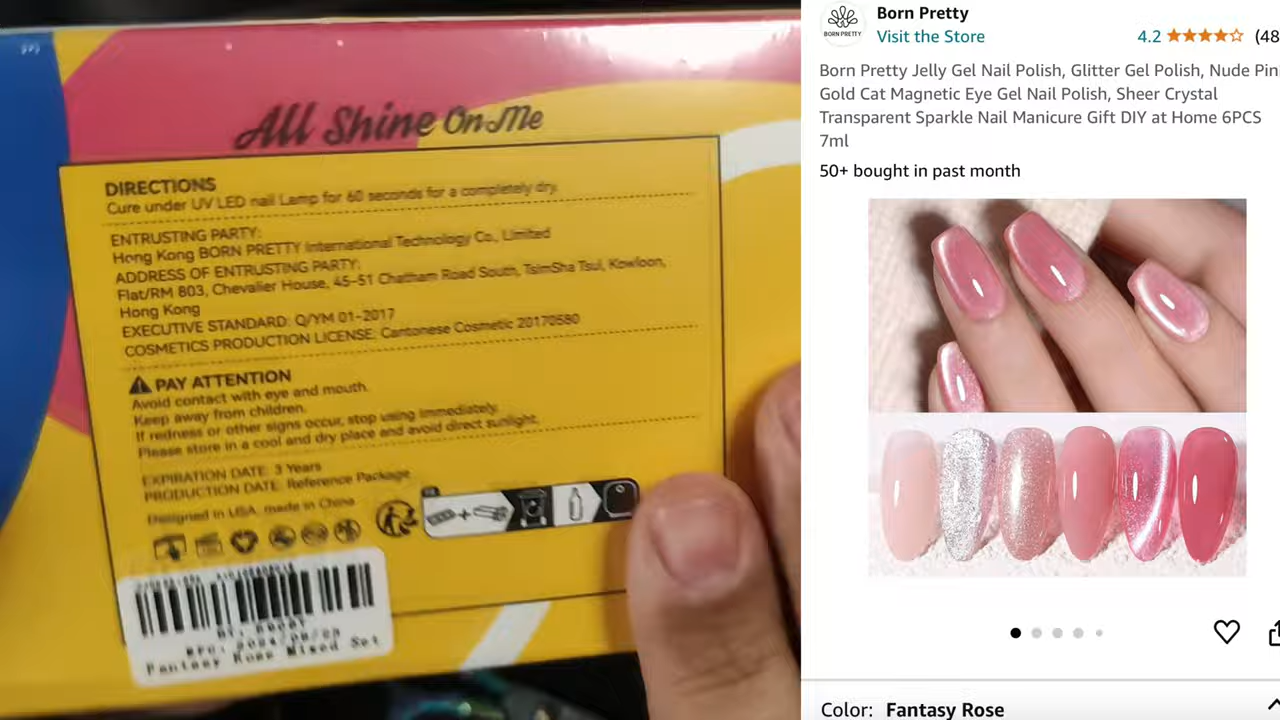 All Shine On Me
DIRECTIONS
Cure under UV LED nail Lamp for 60 seconds for a completely dry.
ENTRUSTING PARTY:
Hong Kong BORN PRETTY International Technology Co., Limited
ADDRESS OF ENTRUSTING PARTY:
Flat/RM 803, Chevalier House, 45-51 Chatham Road South, TsimSha Tsui, Kowloon,
Hong Kong
EXECUTIVE STANDARD: Q/YM 01-2017
COSMETICS PRODUCTION LICENSE: Cantonese Cosmetic 20170580
PAY ATTENTION
Avoid contact with eye and mouth.
Keep away from children.
If redness or other signs occur, stop using immediately.
Please store in a cool and dry place and avoid direct sunlight.
EXPIRATION DATE: 3 Years
PRODUCTION DATE: Reference Package
Designed in USA, made in China
Fantasy Rose Mixed Set
BORN PRETTY
Born Pretty
Visit the Store
4.2 (48
Born Pretty Jelly Gel Nail Polish, Glitter Gel Polish, Nude Pin
Gold Cat Magnetic Eye Gel Nail Polish, Sheer Crystal
Transparent Sparkle Nail Manicure Gift DIY at Home 6PCS
7ml
50+ bought in past month
Color: Fantasy Rose